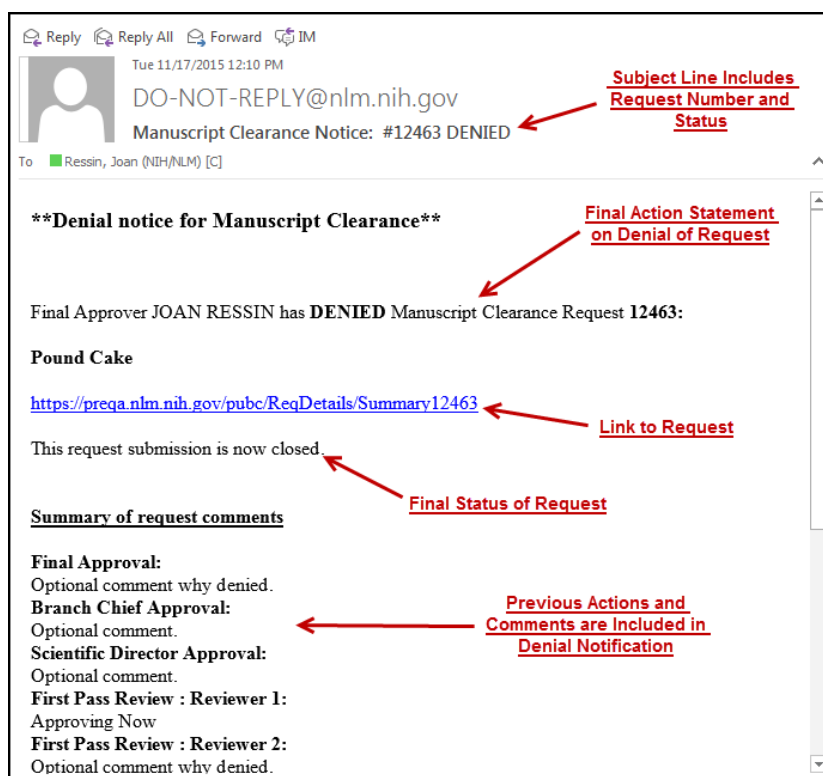 Reply Reply All Forward IM
Tue 11/17/2015 12:10 PM
DO-NOT-REPLY@nlm.nih.gov
Manuscript Clearance Notice: #12463 DENIED
Subject Line Includes
Request Number and
Status
To Ressin, Joan (NIH/NLM) [C]
**Denial notice for Manuscript Clearance**
Final Action Statement
on Denial of Request
Final Approver JOAN RESSIN has DENIED Manuscript Clearance Request 12463:
Pound Cake
https://preqa.nlm.nih.gov/pubc/ReqDetails/Summary12463
Link to Request
This request submission is now closed.
Final Status of Request
Summary of request comments
Final Approval:
Optional comment why denied.
Branch Chief Approval:
Optional comment.
Previous Actions and
Comments are Included in
Denial Notification
Scientific Director Approval:
Optional comment.
First Pass Review : Reviewer 1:
Approving Now
First Pass Review : Reviewer 2:
Optional comment why denied.